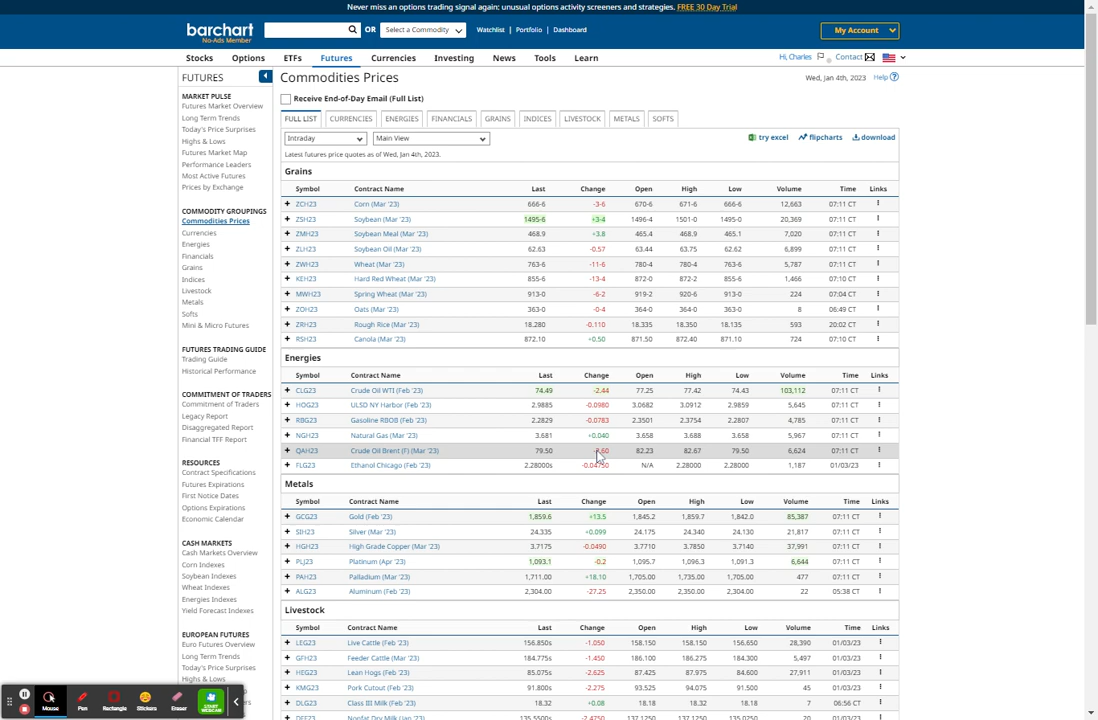 Never miss an options trading signal again: unusual options activity screeners and strategies. FREE 30 Day Trial
barchart
No-Ads Member
OR Select a Commodity Watchlist | Portfolio | Dashboard My Account
Stocks Options ETFs Futures Currencies Investing News Tools Learn Hi, Charles Contact
FUTURES
Commodities Prices
Wed, Jan 4th, 2023 Help ?
Receive End-of-Day Email (Full List)
FULL LIST CURRENCIES ENERGIES FINANCIALS GRAINS INDICES LIVESTOCK METALS SOFTS
Intraday Main View try excel flipcharts download
Latest futures price quotes as of Wed, Jan 4th, 2023.
MARKET PULSE
Futures Market Overview
Long Term Trends
Today's Price Surprises
Highs & Lows
Futures Market Map
Performance Leaders
Most Active Futures
Prices by Exchange
COMMODITY GROUPINGS
Commodities Prices
Currencies
Energies
Financials
Grains
Indices
Livestock
Metals
Softs
Mini & Micro Futures
FUTURES TRADING GUIDE
Trading Guide
Historical Performance
COMMITMENT OF TRADERS
Commitment of Traders
Legacy Report
Disaggregated Report
Financial TFF Report
RESOURCES
Contract Specifications
Futures Expirations
First Notice Dates
Options Expirations
Economic Calendar
CASH MARKETS
Cash Markets Overview
Corn Indexes
Soybean Indexes
Wheat Indexes
Energies Indexes
Yield Forecast Indexes
EUROPEAN FUTURES
Euro Futures Overview
Long Term Trends
Today's Price Surprises
Highs & Lows
Grains
Symbol Contract Name Last Change Open High Low Volume Time Links
+ ZCH23 Corn (Mar '23) 666-6 -3-6 670-6 671-6 666-6 12,663 07:11 CT
+ ZSH23 Soybean (Mar '23) 1495-6 +3-4 1496-4 1501-0 1495-0 20,369 07:11 CT
+ ZMH23 Soybean Meal (Mar '23) 468.9 +3.8 465.4 468.9 465.1 7,020 07:11 CT
+ ZLH23 Soybean Oil (Mar '23) 62.63 -0.57 63.44 63.75 62.62 6,899 07:11 CT
+ ZWH23 Wheat (Mar '23) 763-6 -11-6 780-4 780-4 763-6 5,787 07:11 CT
+ KEH23 Hard Red Wheat (Mar '23) 855-6 -13-4 872-0 872-2 855-6 1,466 07:10 CT
+ MWH23 Spring Wheat (Mar '23) 913-0 -6-2 919-2 920-6 913-0 224 07:04 CT
+ ZOH23 Oats (Mar '23) 363-0 -0-4 364-0 364-0 363-0 8 06:49 CT
+ ZRH23 Rough Rice (Mar '23) 18.280 -0.110 18.335 18.350 18.135 593 20:02 CT
+ RSH23 Canola (Mar '23) 872.10 +0.50 871.50 872.40 871.10 724 07:10 CT
Energies
Symbol Contract Name Last Change Open High Low Volume Time Links
+ CLG23 Crude Oil WTI (Feb '23) 74.49 -2.44 77.25 77.42 74.43 103,112 07:11 CT
+ HOG23 ULSD NY Harbor (Feb '23) 2.9885 -0.0980 3.0682 3.0912 2.9859 5,645 07:11 CT
+ RBG23 Gasoline RBOB (Feb '23) 2.2829 -0.0783 2.3501 2.3754 2.2807 4,785 07:11 CT
+ NGH23 Natural Gas (Mar '23) 3.681 +0.040 3.658 3.688 3.658 5,967 07:11 CT
+ QAH23 Crude Oil Brent (F) (Mar '23) 79.50 82.23 82.67 79.50 6,624 07:11 CT
+ FLG23 Ethanol Chicago (Feb '23) 2.28000s -0.04750 N/A 2.28000 2.28000 1,187 01/03/23
Metals
Symbol Contract Name Last Change Open High Low Volume Time Links
+ GCG23 Gold (Feb '23) 1,859.6 +13.5 1,845.2 1,859.7 1,842.0 85,387 07:11 CT
+ SIH23 Silver (Mar '23) 24.335 +0.099 24.175 24.340 24.130 21,817 07:11 CT
+ HGH23 High Grade Copper (Mar '23) 3.7175 -0.0490 3.7710 3.7850 3.7140 37,991 07:11 CT
+ PLJ23 Platinum (Apr '23) 1,093.1 -0.2 1,095.7 1,096.3 1,091.3 6,644 07:11 CT
+ PAH23 Palladium (Mar '23) 1,711.00 +18.10 1,705.00 1,735.00 1,705.00 477 07:11 CT
+ ALG23 Aluminum (Feb '23) 2,304.00 -27.25 2,350.00 2,350.00 2,304.00 22 05:38 CT
Livestock
Symbol Contract Name Last Change Open High Low Volume Time Links
+ LEG23 Live Cattle (Feb '23) 156.850s -1.050 158.150 158.150 156.650 28,390 01/03/23
+ GFH23 Feeder Cattle (Mar '23) 184.775s -1.450 186.100 186.275 184.300 5,497 01/03/23
+ HEG23 Lean Hogs (Feb '23) 85.075s -2.625 87.425 87.975 84.600 27,911 01/03/23
+ KMG23 Pork Cutout (Feb '23) 91.800s -2.275 93.525 94.075 91.500 45 01/03/23
+ DLG23 Class III Milk (Feb '23) 18.32 +0.08 18.18 18.32 18.18 7 06:56 CT
Mouse Pen Rectangle Stickers Eraser START WEBCAM